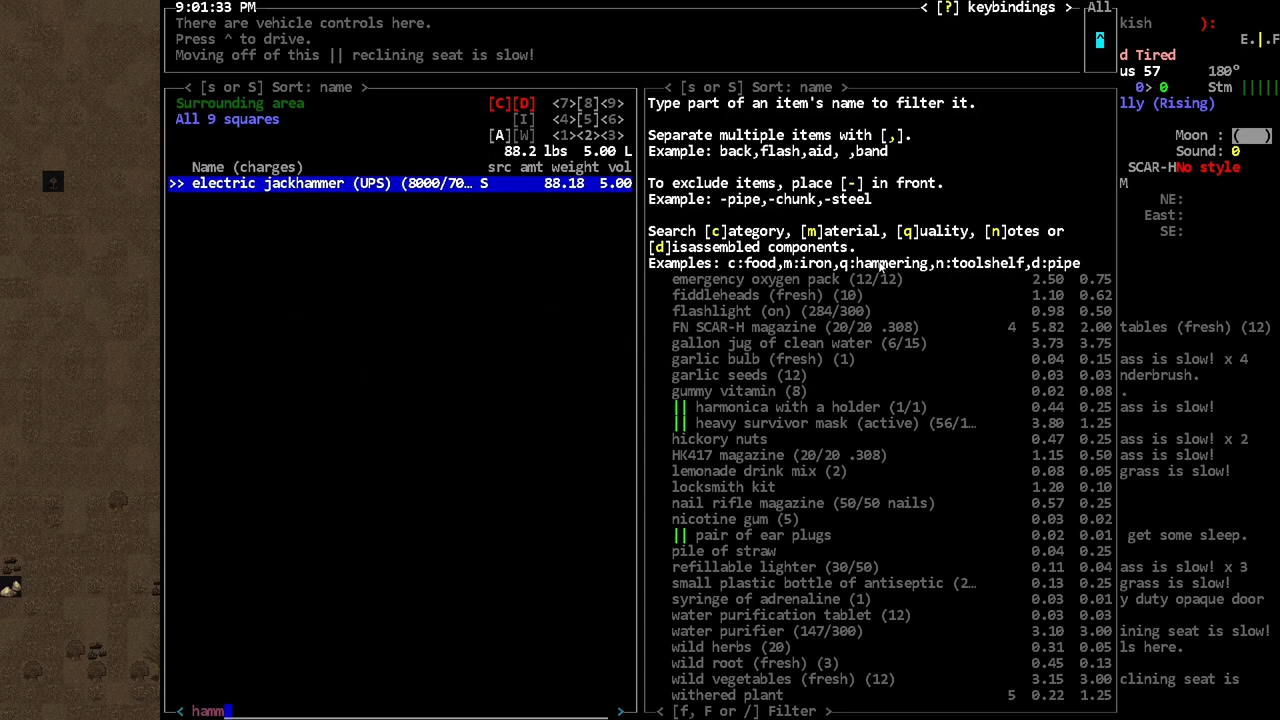 9:01:33 PM
< [?] keybindings >
All
There are vehicle controls here.
Press ^ to drive.
Moving off of this || reclining seat is slow!
^
kish ):
E.|.F
d Tired
us 57 180°
0> 0 Stm
lly (Rising)
Moon : ( )
Sound: 0
SCAR-HNo style
M
NE:
East:
SE:
< [s or S] Sort: name >
Surrounding area [C][D] <7>[8]<9>
All 9 squares [I] <4>[5]<6>
[A][W] <1><2><3>
88.2 lbs 5.00 L
Name (charges) src amt weight vol
>> electric jackhammer (UPS) (8000/70… S 88.18 5.00
< hamm >
< [s or S] Sort: name >
Type part of an item's name to filter it.
Separate multiple items with [,].
Example: back,flash,aid, ,band
To exclude items, place [-] in front.
Example: -pipe,-chunk,-steel
Search [c]ategory, [m]aterial, [q]uality, [n]otes or
[d]isassembled components.
Examples: c:food,m:iron,q:hammering,n:toolshelf,d:pipe
emergency oxygen pack (12/12) 2.50 0.75
fiddleheads (fresh) (10) 1.10 0.62
flashlight (on) (284/300) 0.98 0.50
FN SCAR-H magazine (20/20 .308) 4 5.82 2.00
gallon jug of clean water (6/15) 3.73 3.75
garlic bulb (fresh) (1) 0.04 0.15
garlic seeds (12) 0.03 0.03
gummy vitamin (8) 0.02 0.08
|| harmonica with a holder (1/1) 0.44 0.25
|| heavy survivor mask (active) (56/1… 3.80 1.25
hickory nuts 0.47 0.25
HK417 magazine (20/20 .308) 1.15 0.50
lemonade drink mix (2) 0.08 0.05
locksmith kit 1.20 0.10
nail rifle magazine (50/50 nails) 0.57 0.25
nicotine gum (5) 0.03 0.02
|| pair of ear plugs 0.02 0.01
pile of straw 0.04 0.25
refillable lighter (30/50) 0.11 0.04
small plastic bottle of antiseptic (2… 0.13 0.25
syringe of adrenaline (1) 0.03 0.01
water purification tablet (12) 0.03 0.03
water purifier (147/300) 3.10 3.00
wild herbs (20) 0.31 0.05
wild root (fresh) (3) 0.45 0.13
wild vegetables (fresh) (12) 3.15 3.00
withered plant 5 0.22 1.25
< [f, F or /] Filter >
tables (fresh) (12)
ass is slow! x 4
nderbrush.
.
ass is slow!
ass is slow! x 2
ass is slow!
grass is slow!
get some sleep.
ass is slow! x 3
grass is slow!
y duty opaque door
ining seat is slow!
ls here.
clining seat is